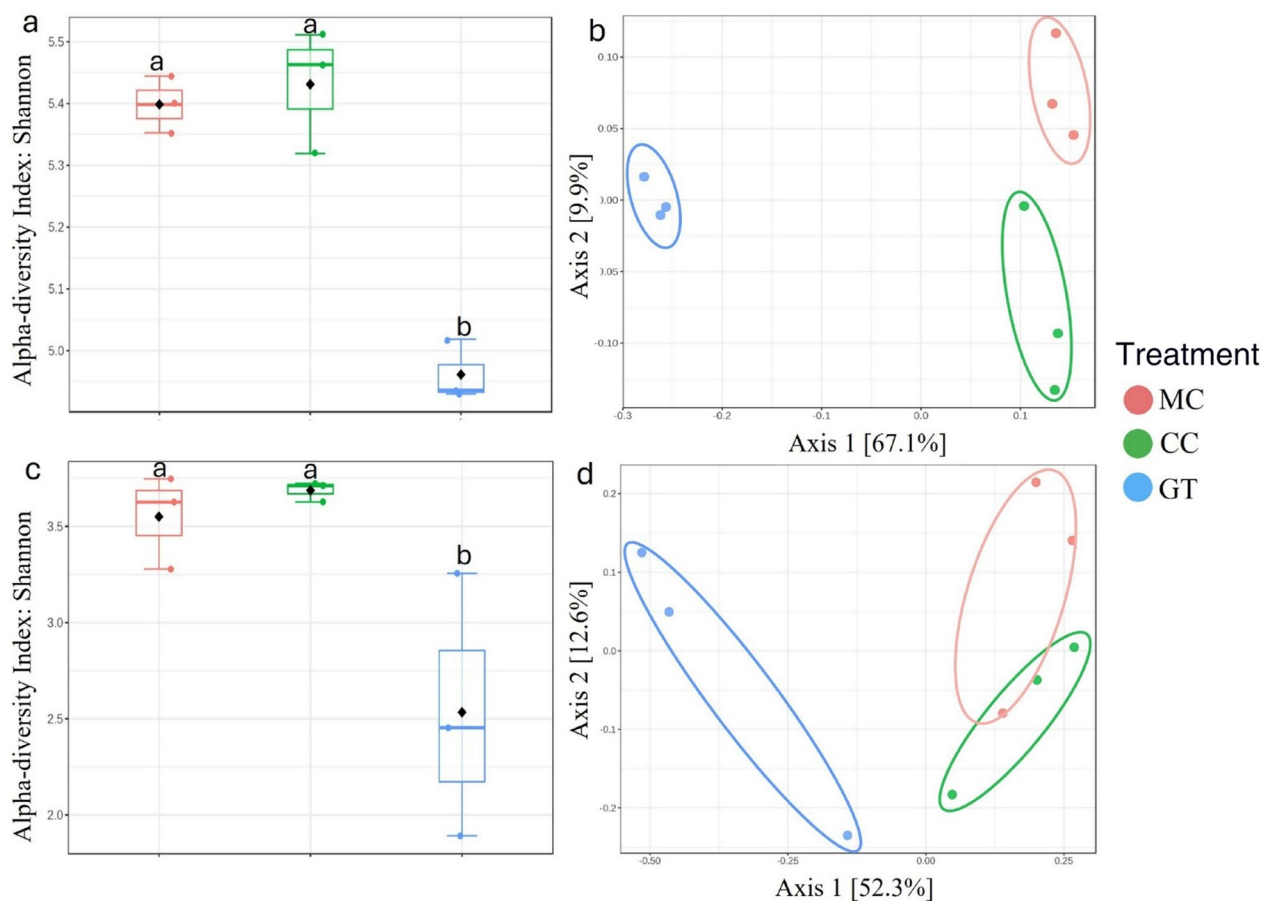 a
Alpha-diversity Index: Shannon
5.5
5.4
5.3
5.2
5.1
5.0
a
a
b
b
Axis 2 [9.9%]
0.10
0.05
0.00
0.05
-0.10
-0.3
-0.2
-0.1
0.0
0.1
Axis 1 [67.1%]
Treatment
MC
CC
GT
c
Alpha-diversity Index: Shannon
3.5
3.0
2.5
2.0
a
a
b
d
Axis 2 [12.6%]
0.2
0.1
0.0
-0.1
-0.2
-0.50
-0.25
0.00
0.25
Axis 1 [52.3%]